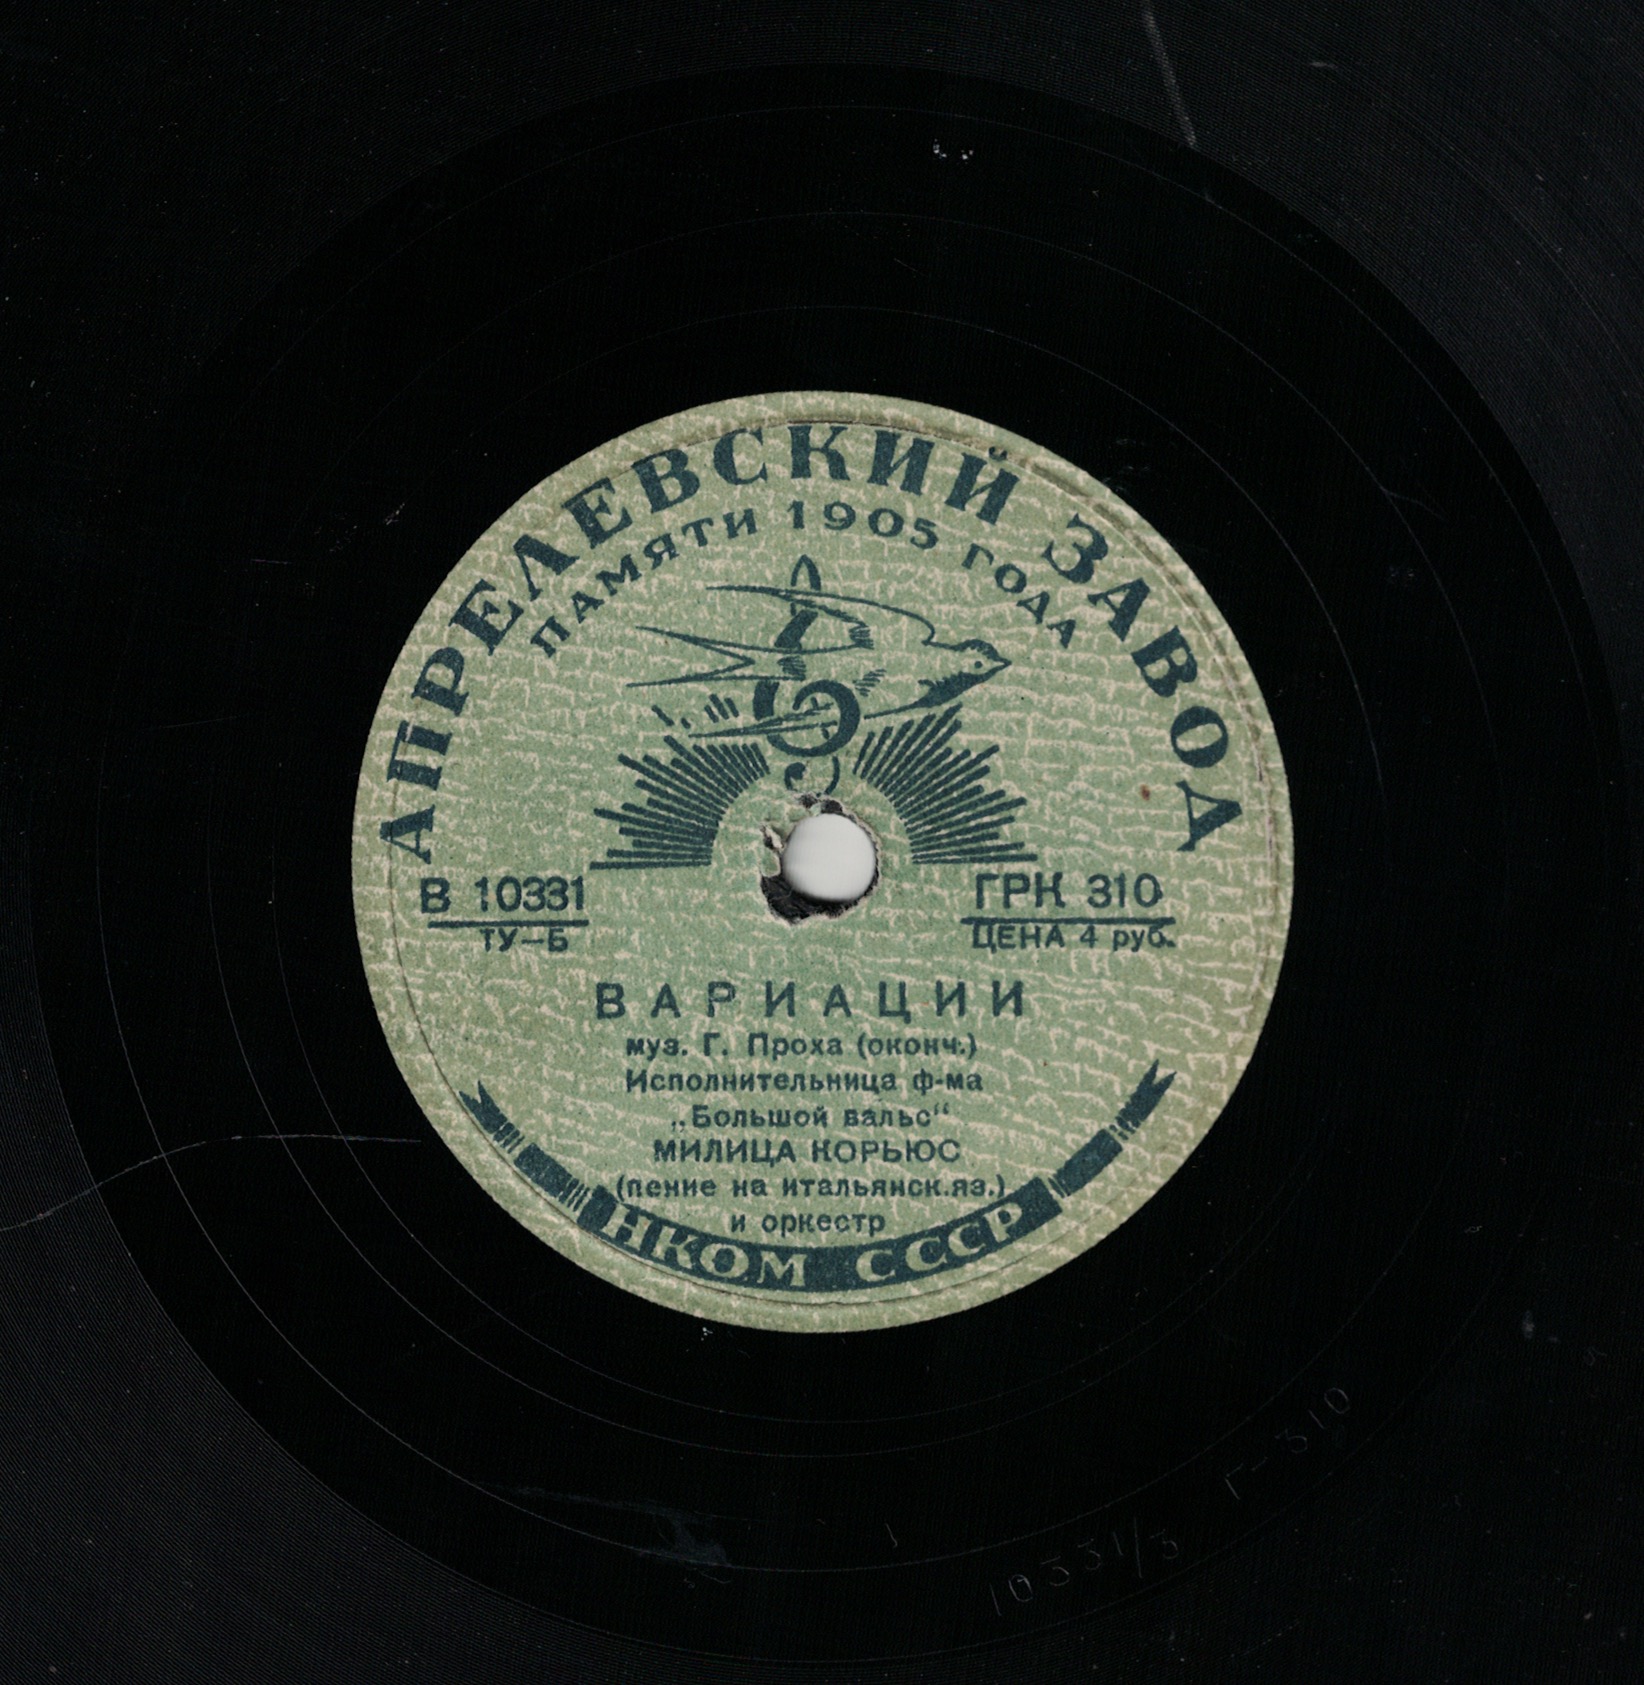 АПРЕЛЕВСКИЙ ЗАВОД
ПАМЯТИ 1905 ГОДА
В 10331
ТУ—Б
ГРК 310
ЦЕНА 4 руб.
ВАРИАЦИИ
муз. Г. Проха (оконч.)
Исполнительница ф-ма
„Большой вальс“
МИЛИЦА КОРЬЮС
(пение на итальянск.яз.)
и оркестр
НКОМ СССР
10331/3 Г-310